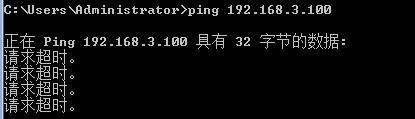 C:\Users\Administrator>ping 192.168.3.100
正在 Ping 192.168.3.100 具有 32 字节的数据:
请求超时。
请求超时。
请求超时。
请求超时。